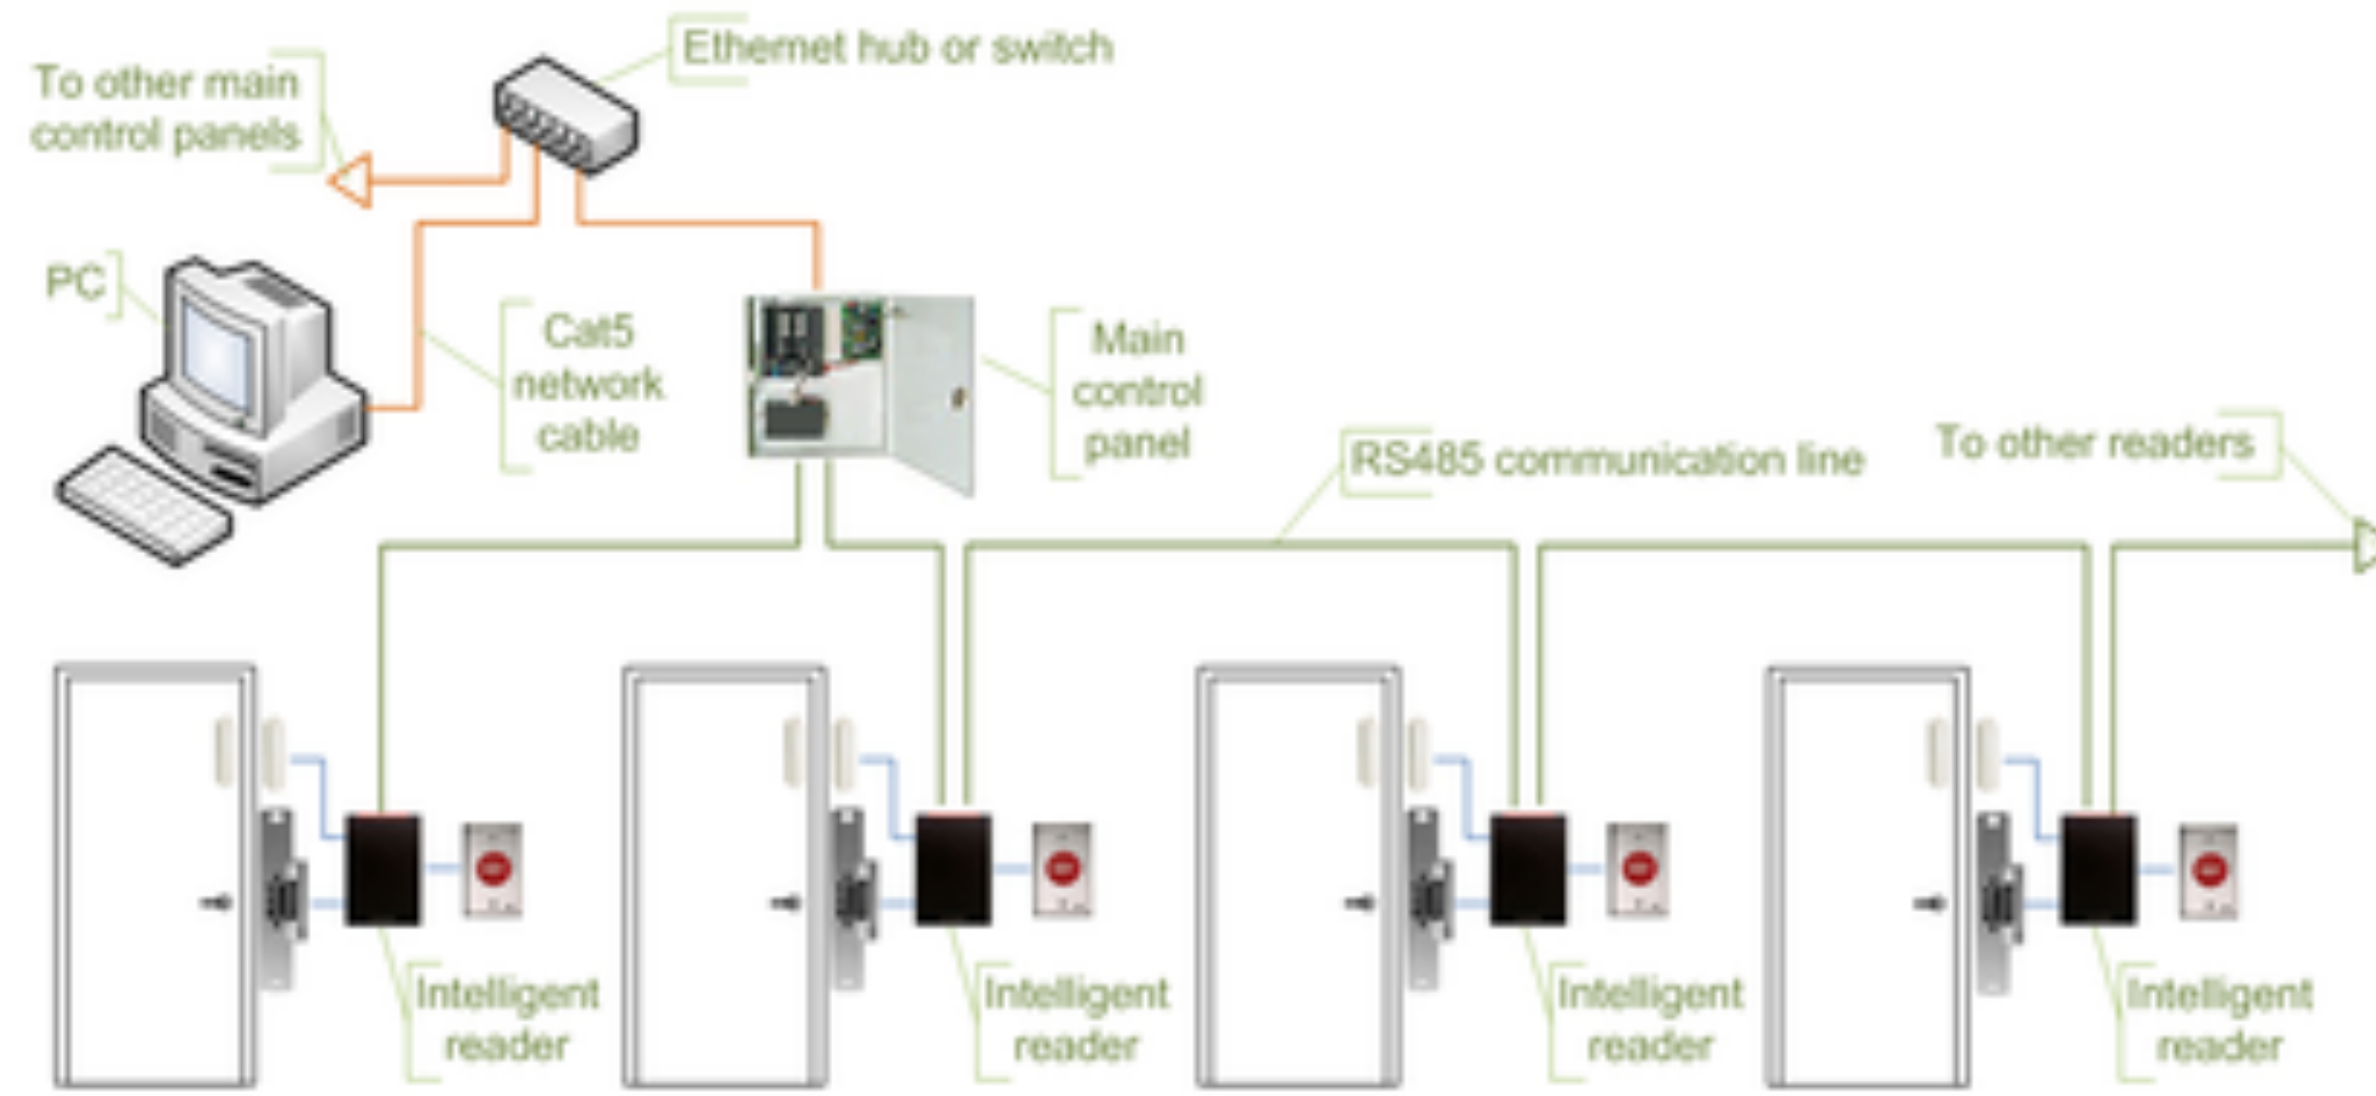 Ethernet hub or switch
To other main
control panels
PC
Cat5
network
cable
Main
control
panel
RS485 communication line
To other readers
Intelligent
reader
Intelligent
reader
Intelligent
reader
Intelligent
reader